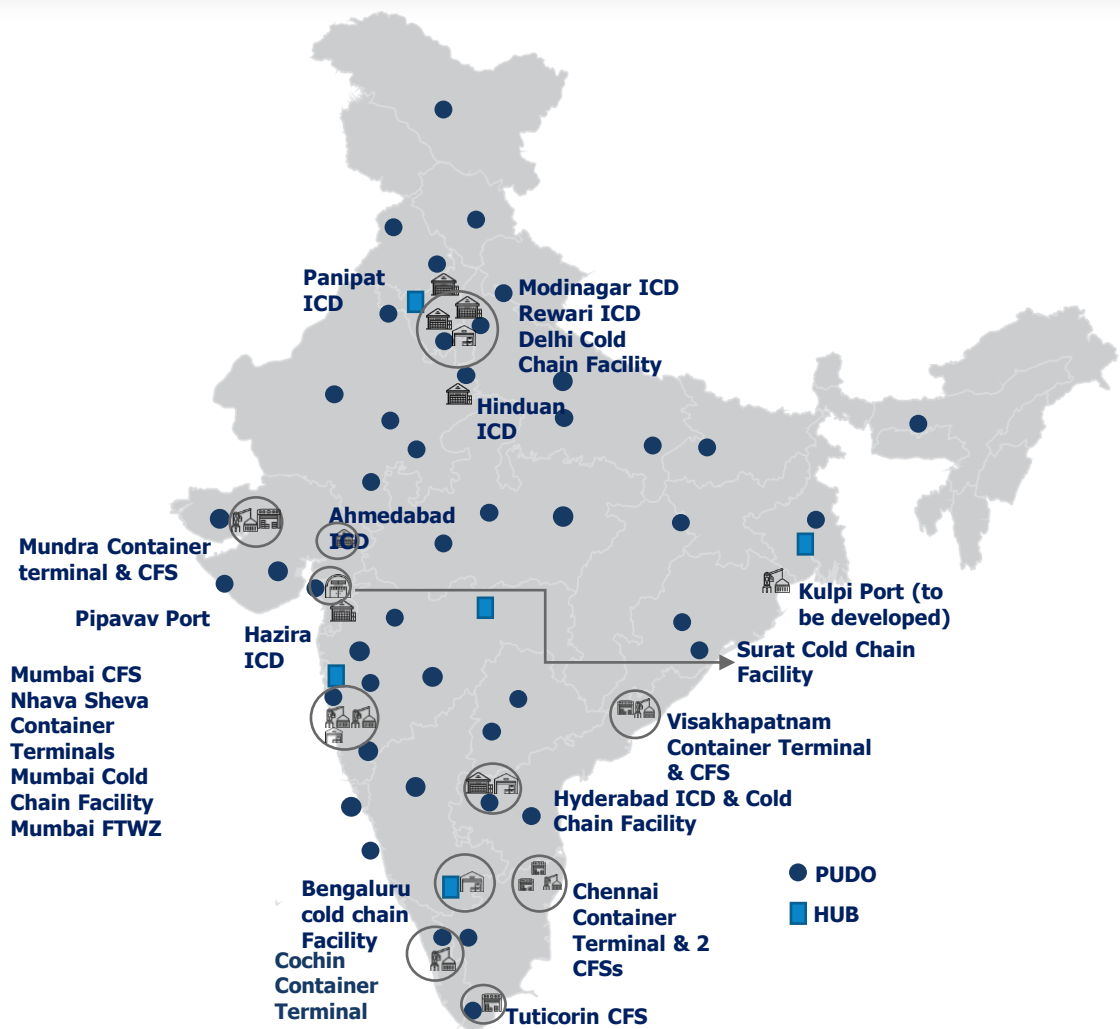 Panipat
ICD
Modinagar ICD
Rewari ICD
Delhi Cold
Chain Facility
Hinduan
ICD
Ahmedabad
ICD
Mundra Container
terminal & CFS
Pipavav Port
Hazira
ICD
Kulpi Port (to
be developed)
Surat Cold Chain
Facility
Mumbai CFS
Nhava Sheva
Container
Terminals
Mumbai Cold
Chain Facility
Mumbai FTWZ
Visakhapatnam
Container Terminal
& CFS
Hyderabad ICD & Cold
Chain Facility
Bengaluru
cold chain
Facility
Chennai
Container
Terminal & 2
CFSs
PUDO
HUB
Cochin
Container
Terminal
Tuticorin CFS